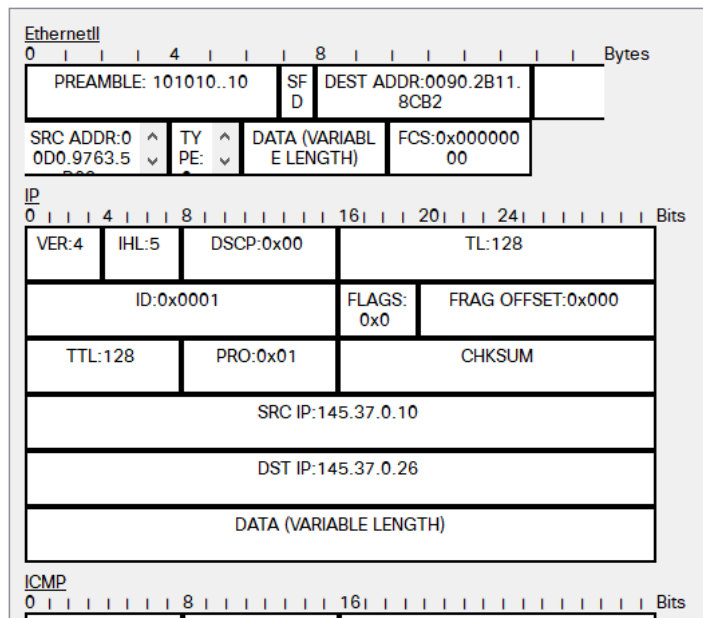 EthernetII
0 4 8 Bytes
PREAMBLE: 101010..10
SF
D
DEST ADDR:0090.2B11.
8CB2
SRC ADDR:0
0D0.9763.5
TY
PE:
DATA (VARIABL
E LENGTH)
FCS:0x000000
00
IP
0 4 8 16 20 24 Bits
VER:4 IHL:5 DSCP:0x00 TL:128
ID:0x0001
FLAGS:
0x0
FRAG OFFSET:0x000
TTL:128 PRO:0x01 CHKSUM
SRC IP:145.37.0.10
DST IP:145.37.0.26
DATA (VARIABLE LENGTH)
ICMP
0 8 16 Bits